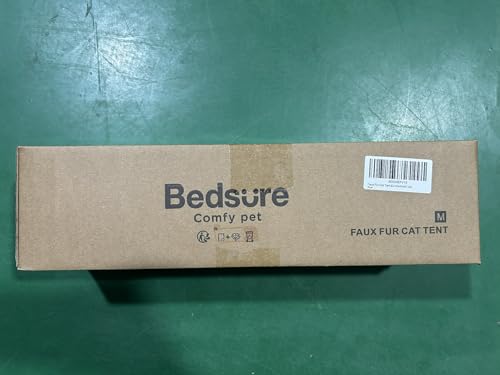 Bedsure
Comfy pet
M
FAUX FUR CAT TENT